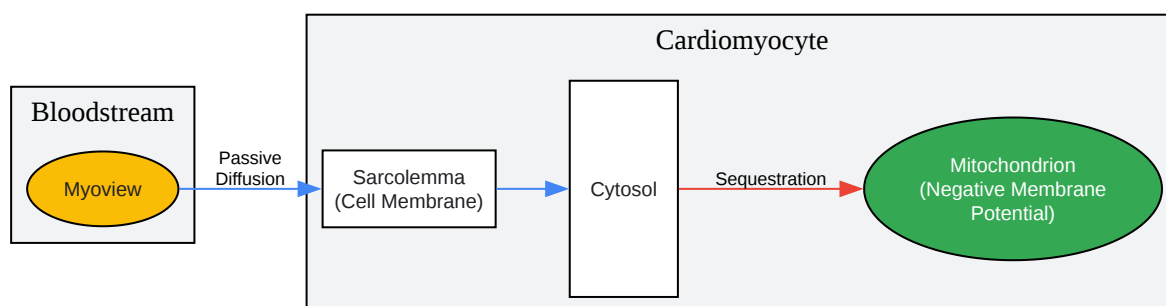 Cardiomyocyte
Bloodstream
Myoview
Passive
Diffusion
Sarcolemma
(Cell Membrane)
Cytosol
Sequestration
Mitochondrion
(Negative Membrane
Potential)